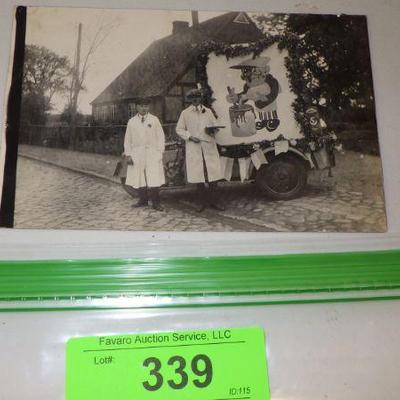 Favaro Auction Service, LLC
Lot#:
339
ID:115